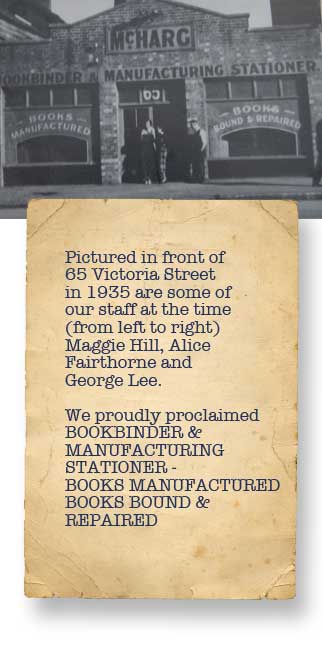 McHARG
BOOKBINDER & MANUFACTURING STATIONER.
65
BOOKS
MANUFACTURED
BOOKS
BOUND & REPAIRED
Pictured in front of
65 Victoria Street
in 1935 are some of
our staff at the time
(from left to right)
Maggie Hill, Alice
Fairthorne and
George Lee.
We proudly proclaimed
BOOKBINDER &
MANUFACTURING
STATIONER -
BOOKS MANUFACTURED
BOOKS BOUND &
REPAIRED